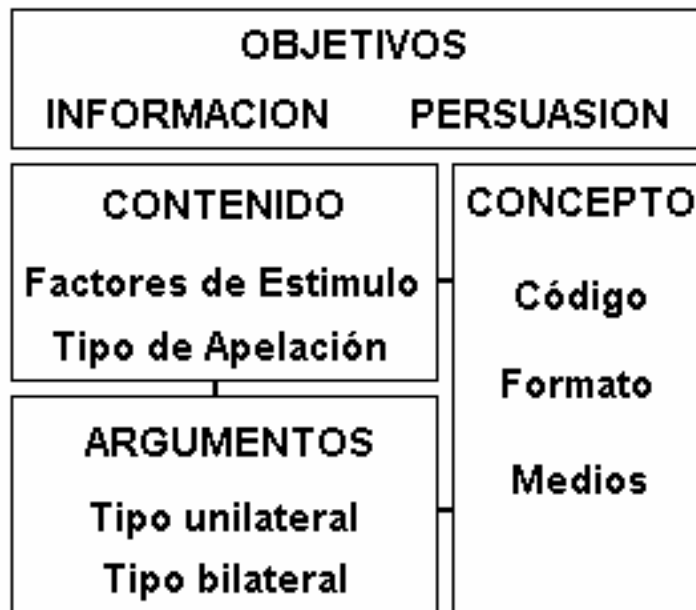 OBJETIVOS
INFORMACION PERSUASION
CONTENIDO
Factores de Estimulo
Tipo de Apelación
ARGUMENTOS
Tipo unilateral
Tipo bilateral
CONCEPTO
Código
Formato
Medios